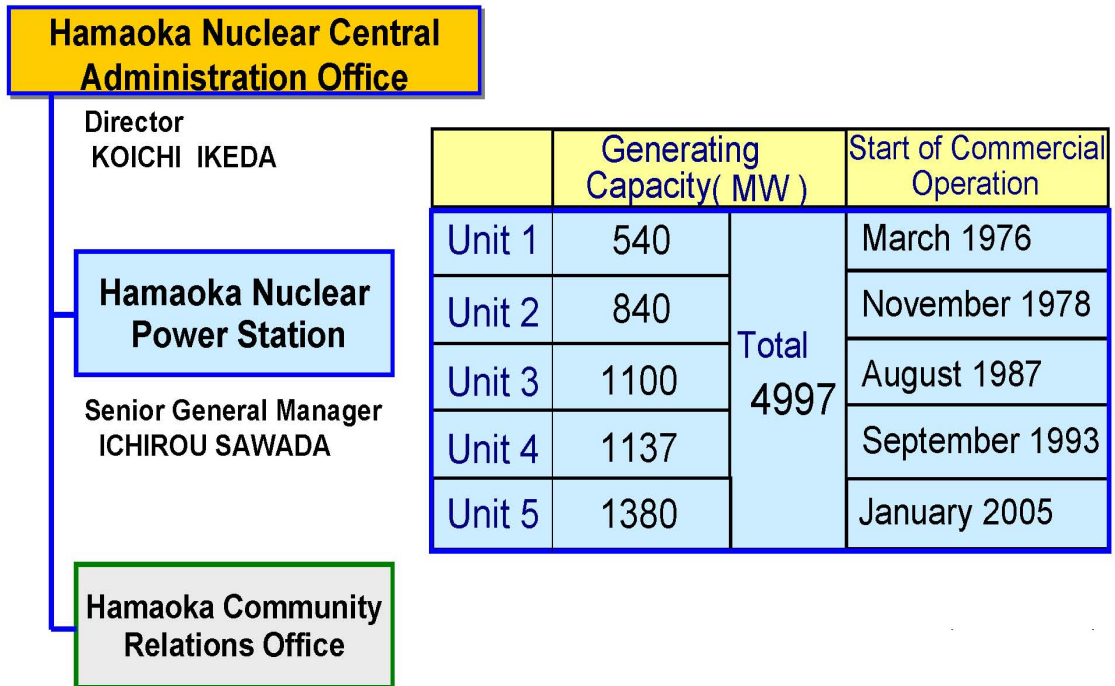 Hamaoka Nuclear Central
Administration Office
Director
KOICHI IKEDA
Hamaoka Nuclear
Power Station
Senior General Manager
ICHIROU SAWADA
Hamaoka Community
Relations Office
Generating
Capacity( MW )
Start of Commercial
Operation
Unit 1 540 March 1976
Unit 2 840 November 1978
Total
4997
Unit 3 1100 August 1987
Unit 4 1137 September 1993
Unit 5 1380 January 2005